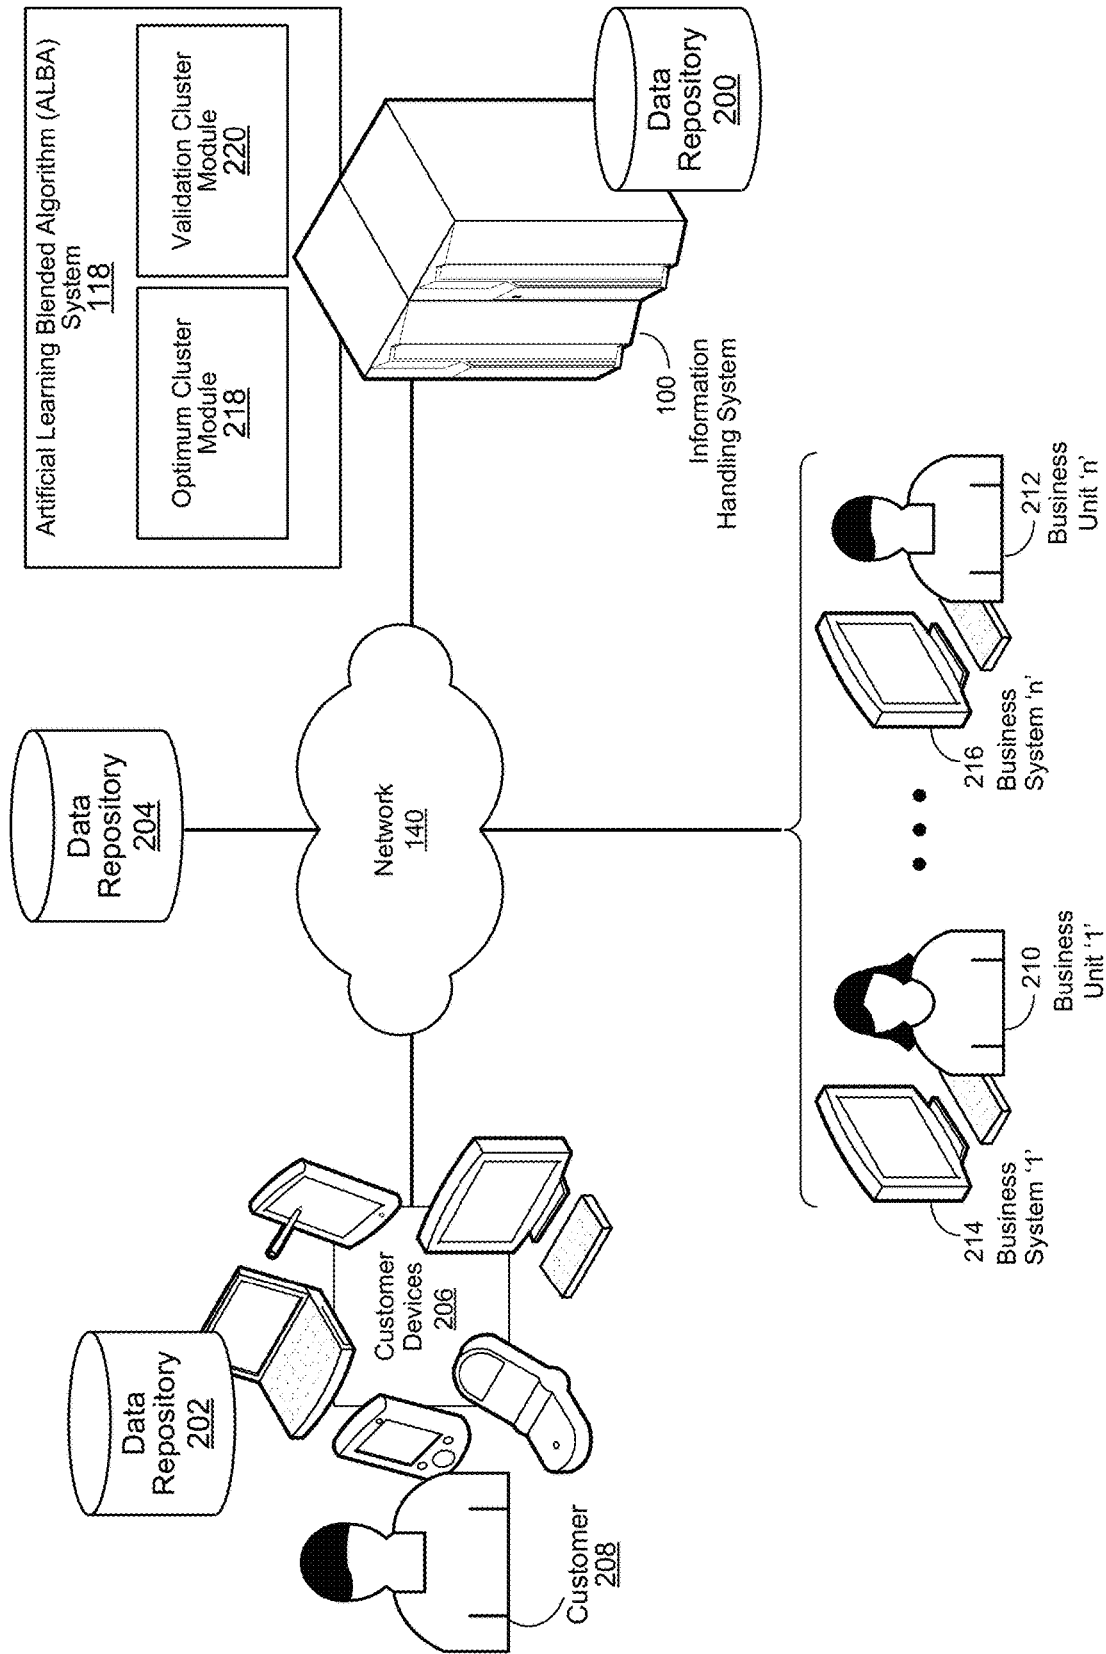 Artificial Learning Blended Algorithm (ALBA)
System
118
Optimum Cluster
Module
218
Validation Cluster
Module
220
Data
Repository
204
Data
Repository
202
Data
Repository
200
Network
140
Customer
Devices
206
100
Information
Handling System
Customer
208
214
Business
System ‘1’
210
Business
Unit ‘1’
216
Business
System ‘n’
212
Business
Unit ‘n’